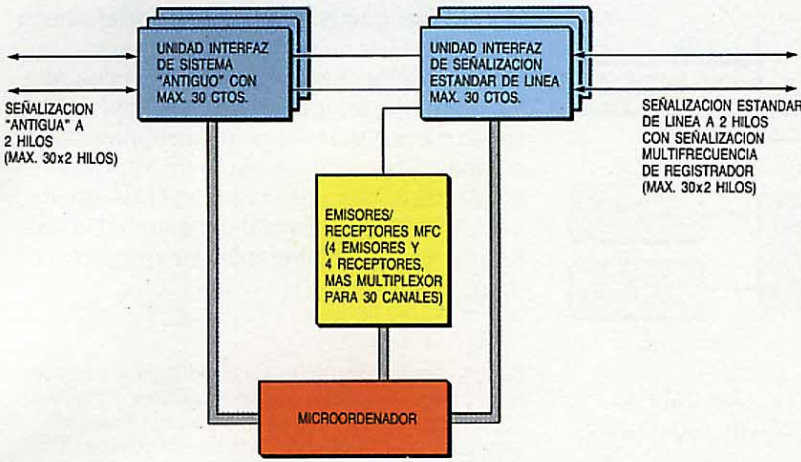 UNIDAD INTERFAZ
DE SISTEMA
"ANTIGUO" CON
MAX. 30 CTOS.
UNIDAD INTERFAZ
DE SEÑALIZACION
ESTANDAR DE LINEA
MAX. 30 CTOS.
SEÑALIZACION
"ANTIGUA" A
2 HILOS
(MAX. 30x2 HILOS)
SEÑALIZACION ESTANDAR
DE LINEA A 2 HILOS
CON SEÑALIZACION
MULTIFRECUENCIA
DE REGISTRADOR
(MAX. 30x2 HILOS)
EMISORES/
RECEPTORES MFC
(4 EMISORES Y
4 RECEPTORES,
MAS MULTIPLEXOR
PARA 30 CANALES)
MICROORDENADOR